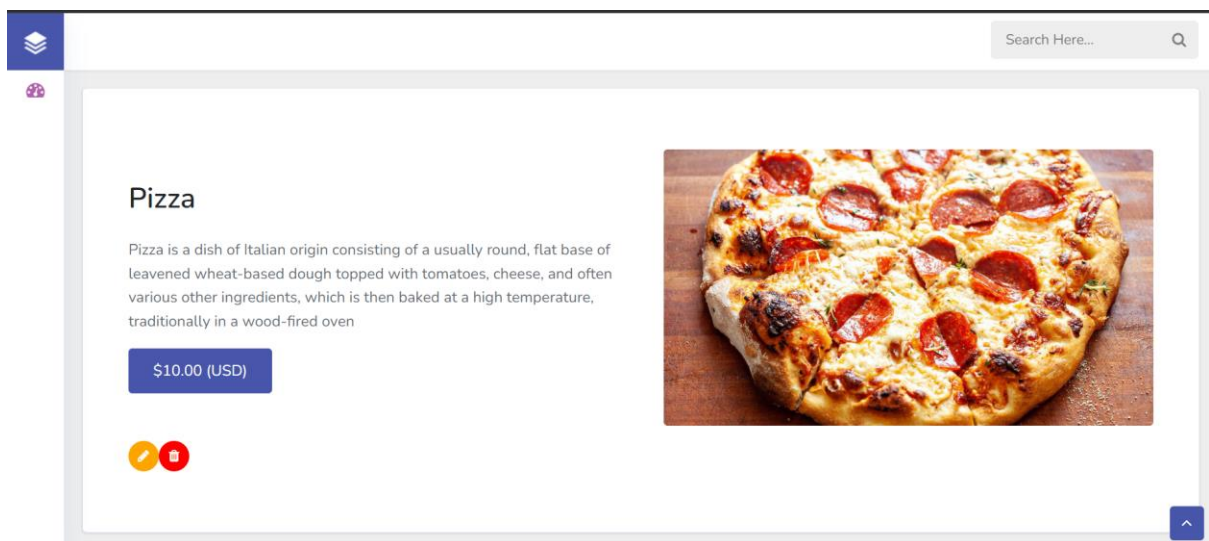 Search Here...
Pizza
Pizza is a dish of Italian origin consisting of a usually round, flat base of
leavened wheat-based dough topped with tomatoes, cheese, and often
various other ingredients, which is then baked at a high temperature,
traditionally in a wood-fired oven
$10.00 (USD)